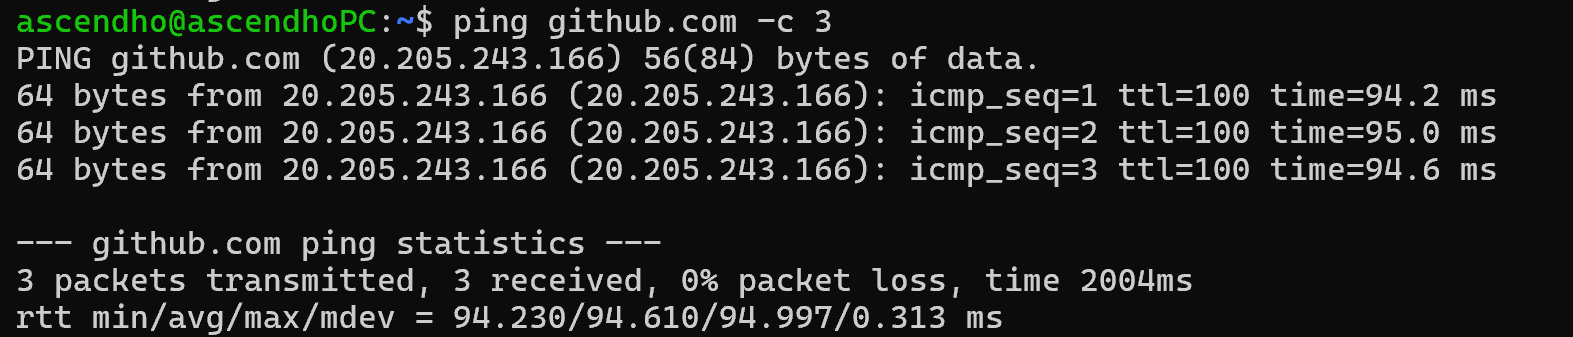 ascendho@ascendhoPC:~$ ping github.com -c 3
PING github.com (20.205.243.166) 56(84) bytes of data.
64 bytes from 20.205.243.166 (20.205.243.166): icmp_seq=1 ttl=100 time=94.2 ms
64 bytes from 20.205.243.166 (20.205.243.166): icmp_seq=2 ttl=100 time=95.0 ms
64 bytes from 20.205.243.166 (20.205.243.166): icmp_seq=3 ttl=100 time=94.6 ms

--- github.com ping statistics ---
3 packets transmitted, 3 received, 0% packet loss, time 2004ms
rtt min/avg/max/mdev = 94.230/94.610/94.997/0.313 ms